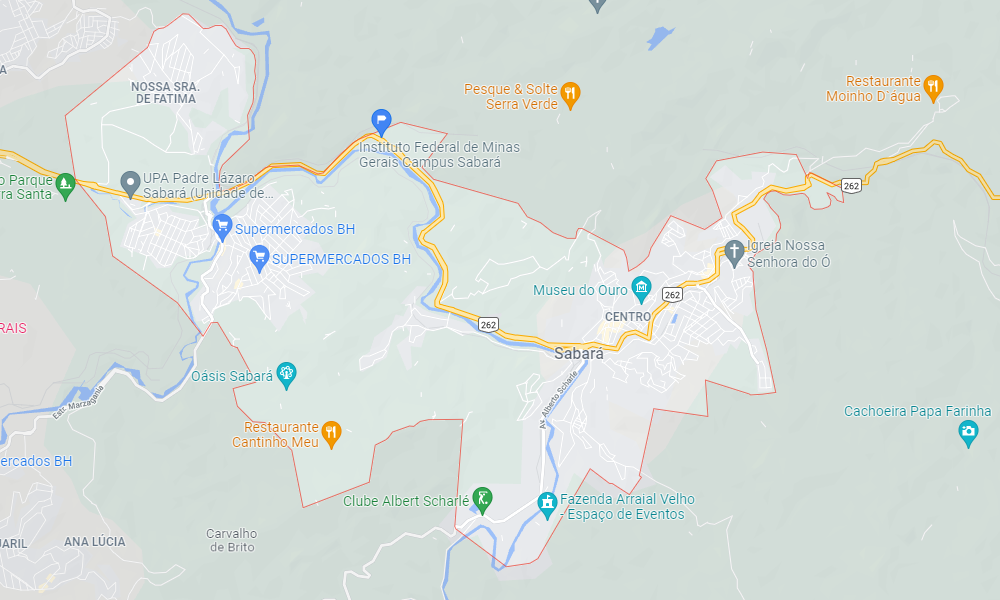 NOSSA SRA.
DE FATIMA
Pesque & Solte
Serra Verde
Restaurante
Moinho D`água
Instituto Federal de Minas
Gerais Campus Sabará
o Parque
rra Santa
UPA Padre Lázaro
Sabará (Unidade de...
262
Supermercados BH
SUPERMERCADOS BH
Igreja Nossa
Senhora do Ó
Museu do Ouro
262
CENTRO
262
RAIS
Sabará
Oásis Sabará
Estr. Marzagania
Av. Alberto Scharle
Cachoeira Papa Farinha
Restaurante
Cantinho Meu
ercados BH
Clube Albert Scharlé
Fazenda Arraial Velho
- Espaço de Eventos
Carvalho
de Brito
UARIL
ANA LÚCIA
A